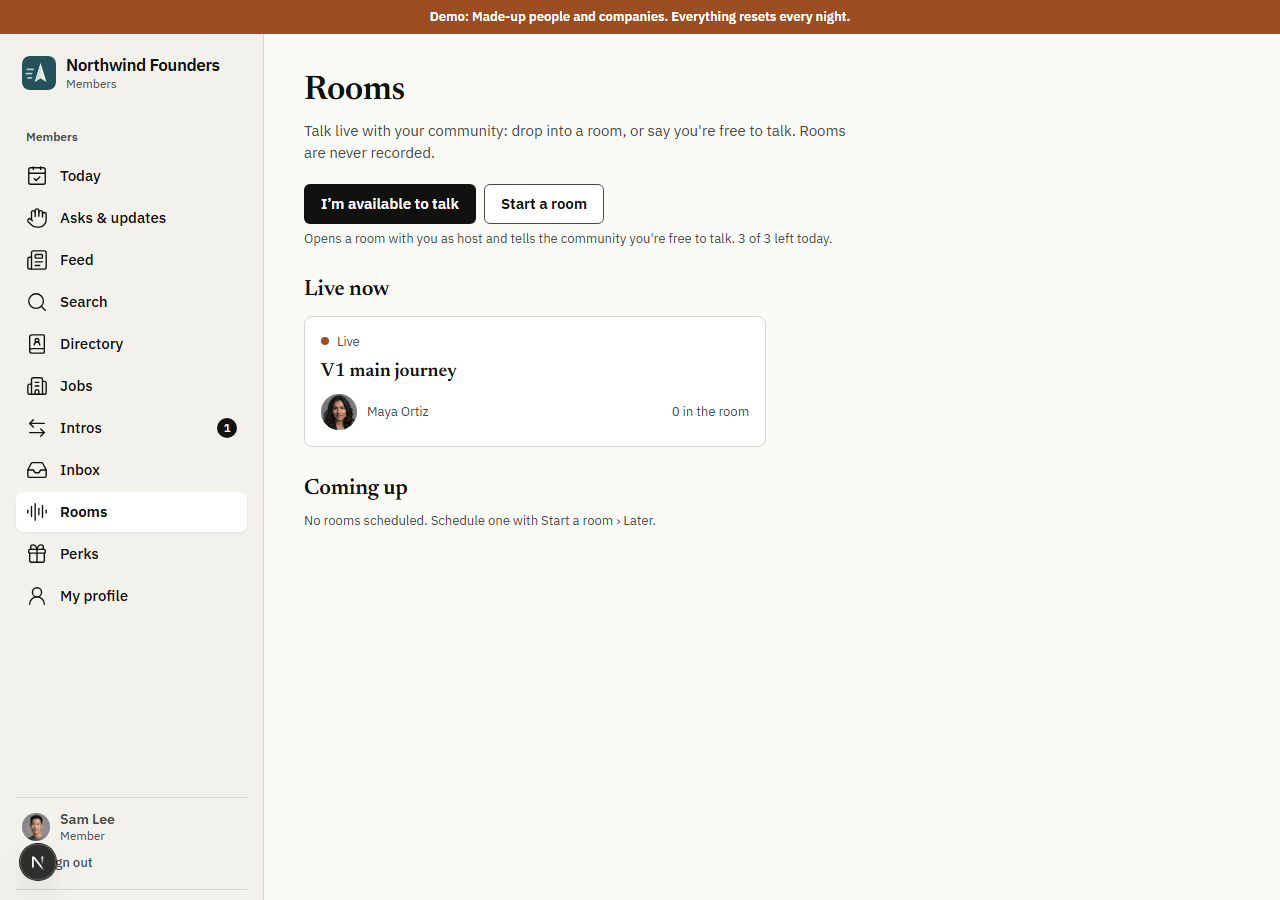 Demo: Made-up people and companies. Everything resets every night.
Northwind Founders
Members
Members
Today
Asks & updates
Feed
Search
Directory
Jobs
Intros
1
Inbox
Rooms
Perks
My profile
Sam Lee
Member
N
gn out
Rooms
Talk live with your community: drop into a room, or say you're free to talk. Rooms
are never recorded.
I’m available to talk
Start a room
Opens a room with you as host and tells the community you're free to talk. 3 of 3 left today.
Live now
Live
V1 main journey
Maya Ortiz
0 in the room
Coming up
No rooms scheduled. Schedule one with Start a room › Later.